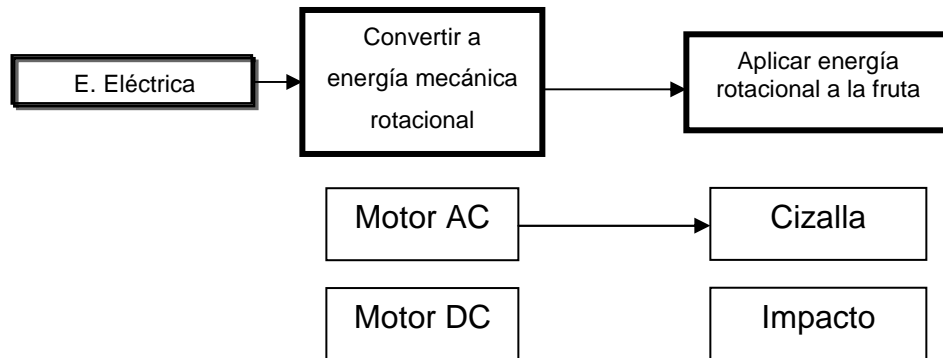 E. Eléctrica
Convertir a
energía mecánica
rotacional
Aplicar energía
rotacional a la fruta
Motor AC
Cizalla
Motor DC
Impacto